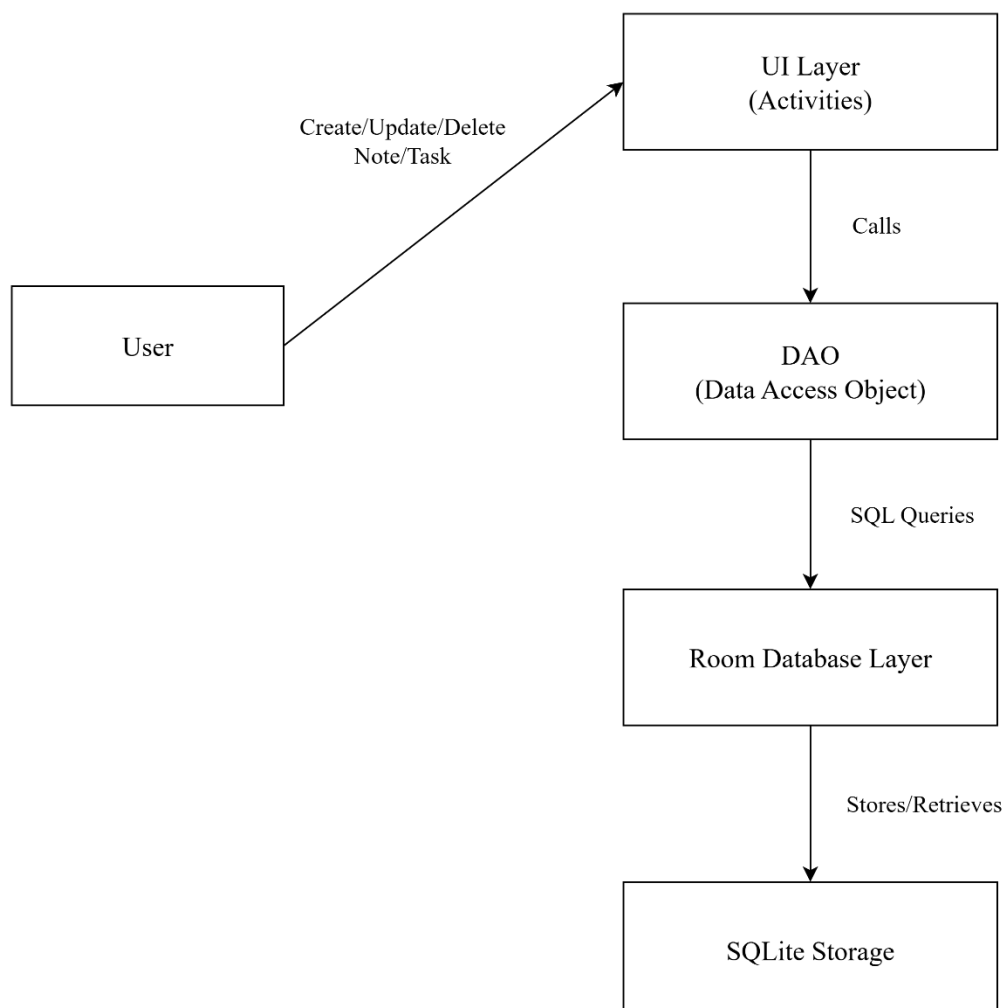 UI Layer
(Activities)
Create/Update/Delete
Note/Task
Calls
User
DAO
(Data Access Object)
SQL Queries
Room Database Layer
Stores/Retrieves
SQLite Storage